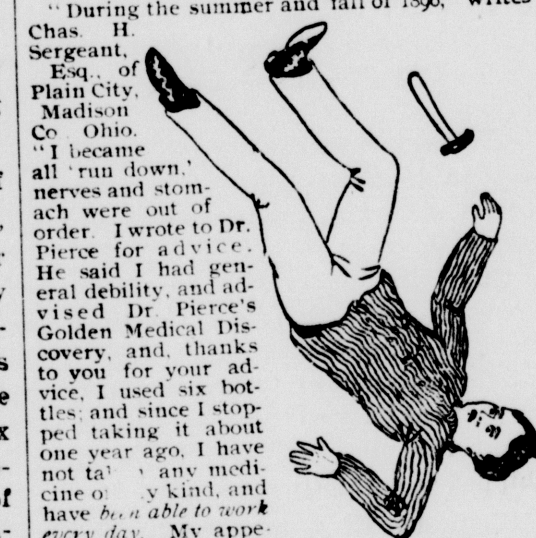 " During the summer and fall of 1896," writes
Chas. H.
Sergeant,
Esq., of
Plain City,
Madison
Co Ohio.
"I became
all 'run down,'
nerves and stom-
ach were out of
order. I wrote to Dr.
Pierce for advice.
He said I had gen-
eral debility, and ad-
vised Dr. Pierce's
Golden Medical Dis-
covery, and, thanks
to you for your ad-
vice, I used six bot-
tles; and since I stop-
ped taking it about
one year ago, I have
not any medi-
cine kind, and
have been able to work
every day. My appe-